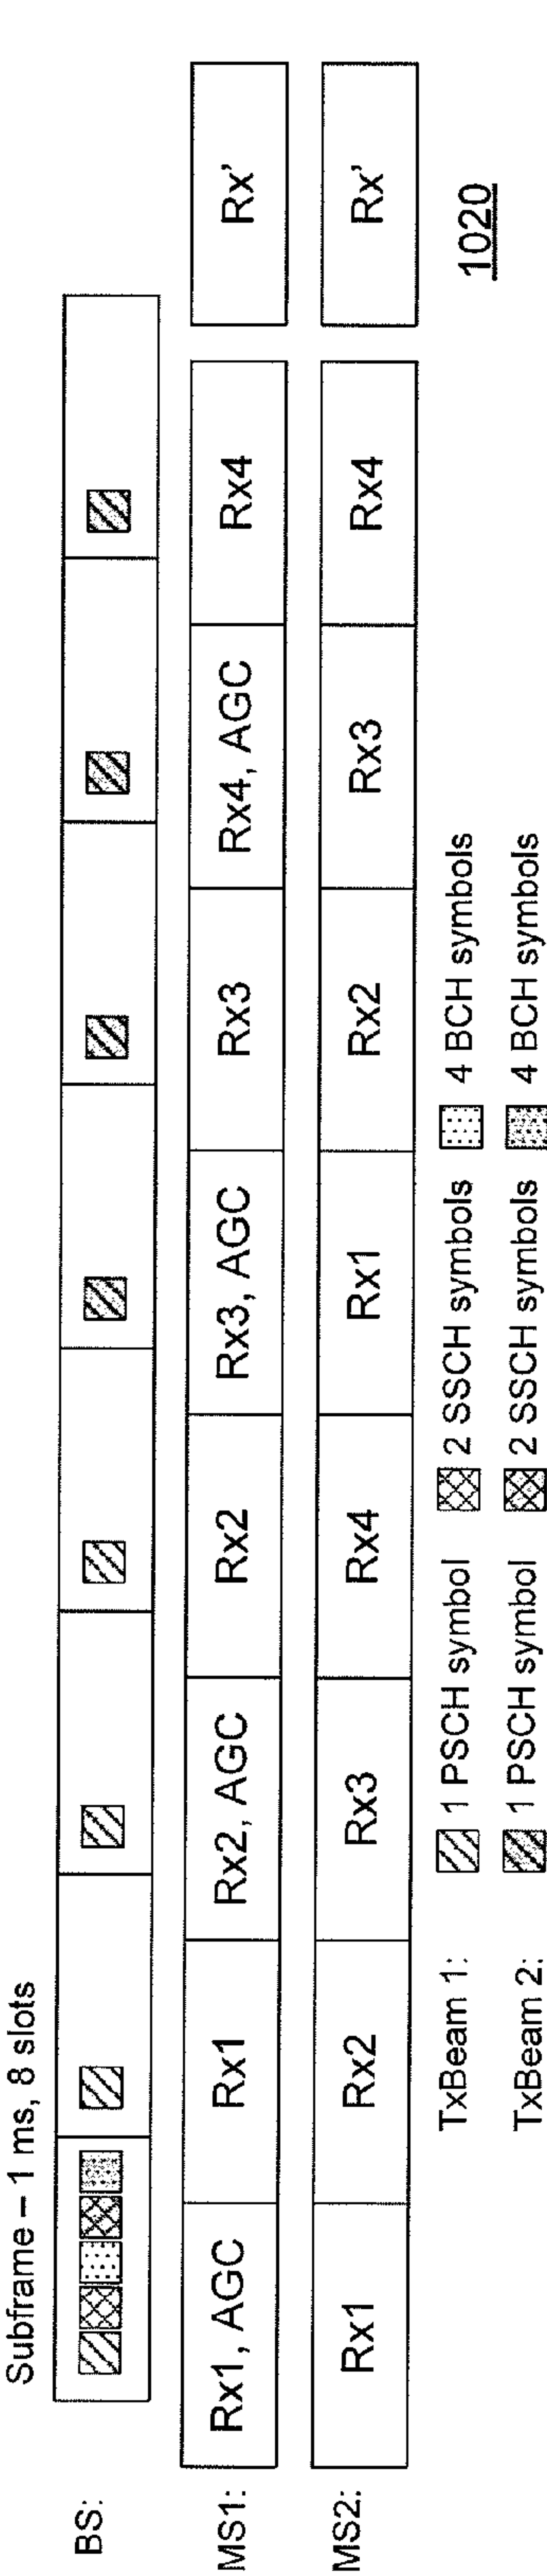 Subframe – 1 ms, 8 slots
BS:
MS1: Rx1, AGC Rx1 Rx2, AGC Rx2 Rx3, AGC Rx3 Rx4, AGC Rx4 Rx'
MS2: Rx1 Rx2 Rx3 Rx4 Rx1 Rx2 Rx3 Rx4 Rx'
TxBeam 1: 1 PSCH symbol 2 SSCH symbols 4 BCH symbols
TxBeam 2: 1 PSCH symbol 2 SSCH symbols 4 BCH symbols
1020